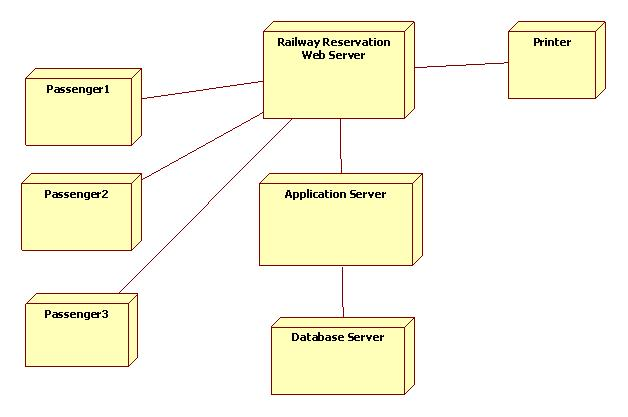 Railway Reservation
Web Server
Printer
Passenger1
Passenger2
Application Server
Passenger3
Database Server